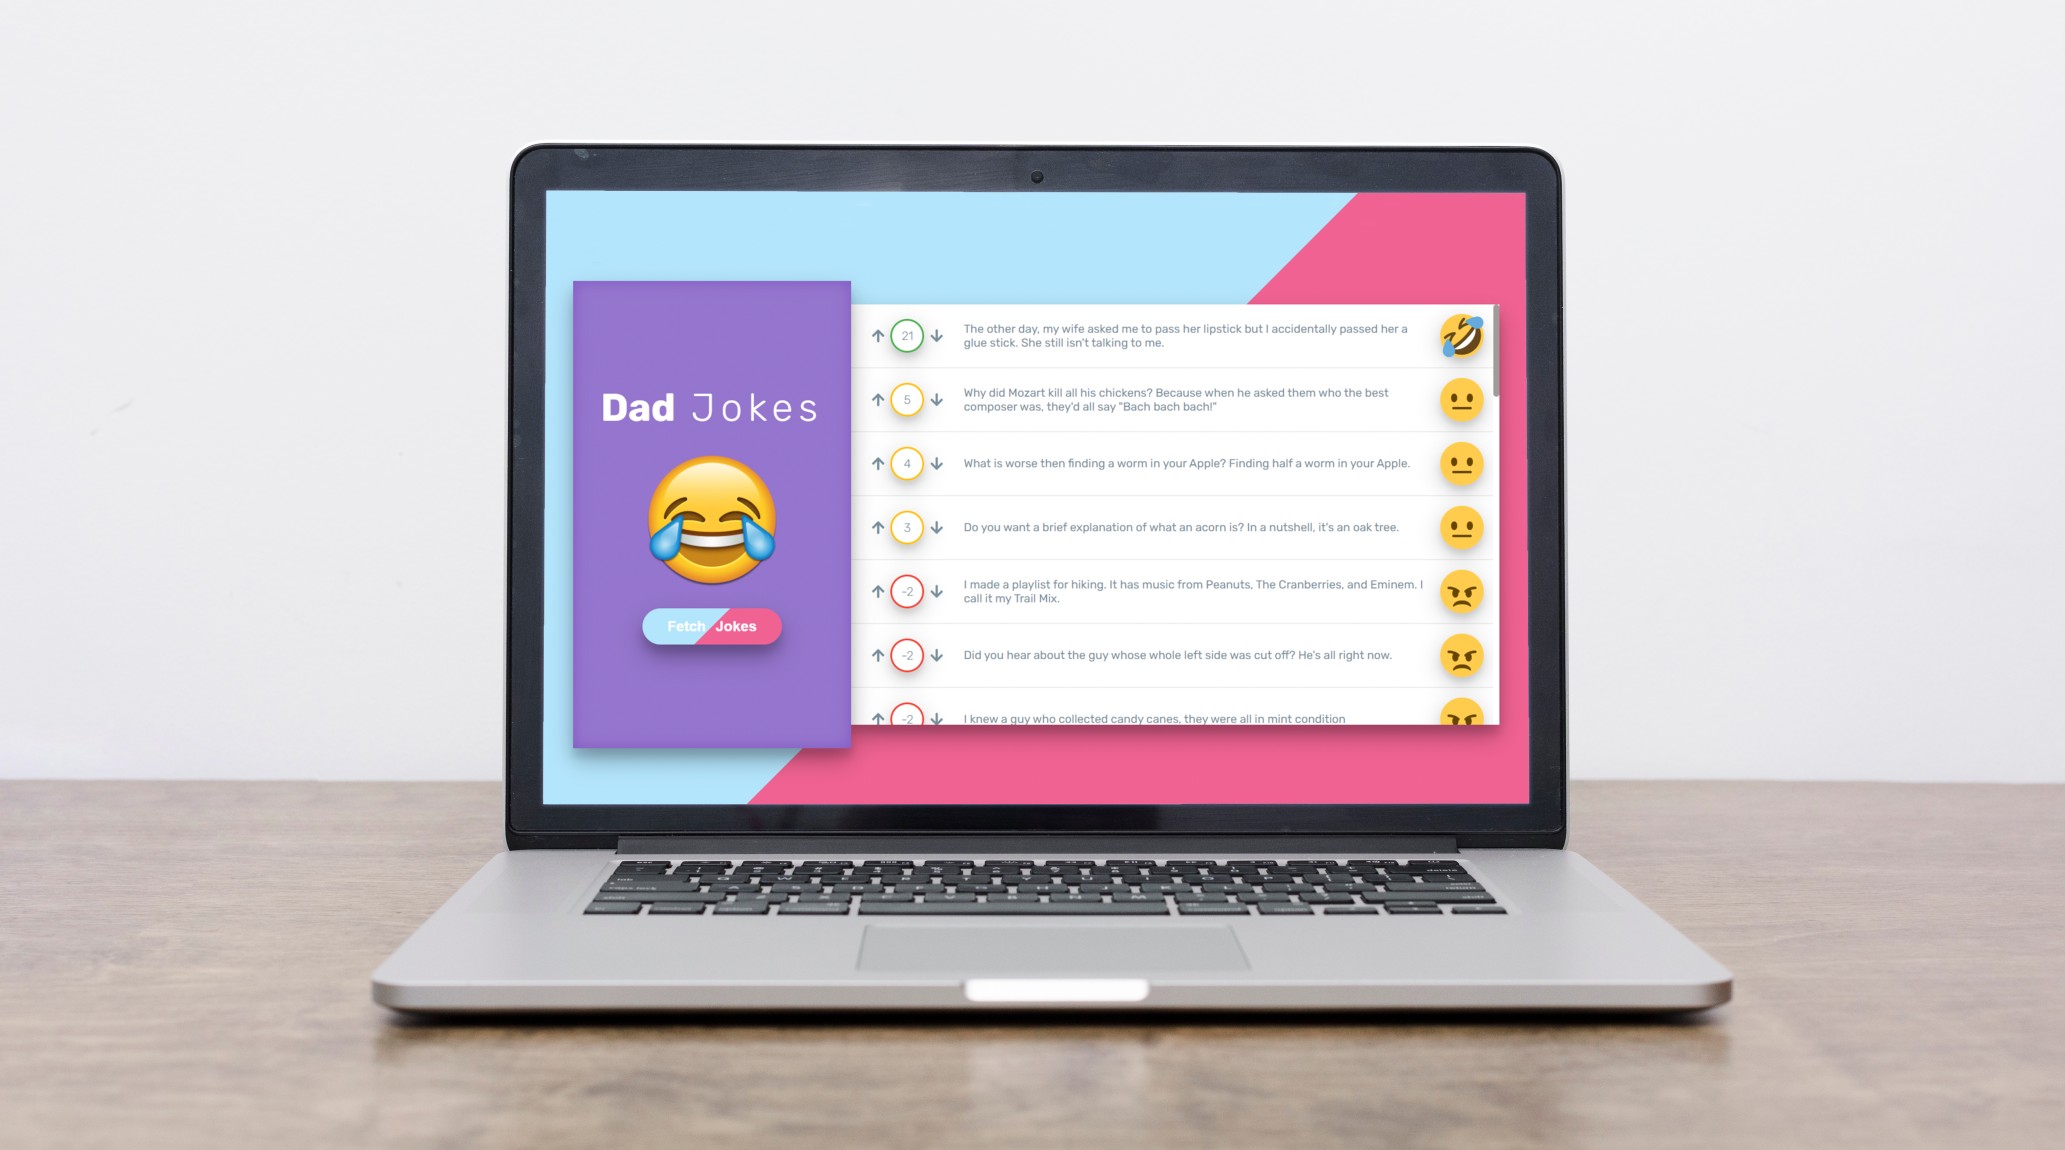 Dad Jokes
Fetch Jokes
21
The other day, my wife asked me to pass her lipstick but I accidentally passed her a
glue stick. She still isn't talking to me.
5
Why did Mozart kill all his chickens? Because when he asked them who the best
composer was, they'd all say "Bach bach bach!"
4
What is worse then finding a worm in your Apple? Finding half a worm in your Apple.
3
Do you want a brief explanation of what an acorn is? In a nutshell, it's an oak tree.
-2
I made a playlist for hiking. It has music from Peanuts, The Cranberries, and Eminem. I
call it my Trail Mix.
-2
Did you hear about the guy whose whole left side was cut off? He's all right now.
-2
I knew a guy who collected candy canes, they were all in mint condition